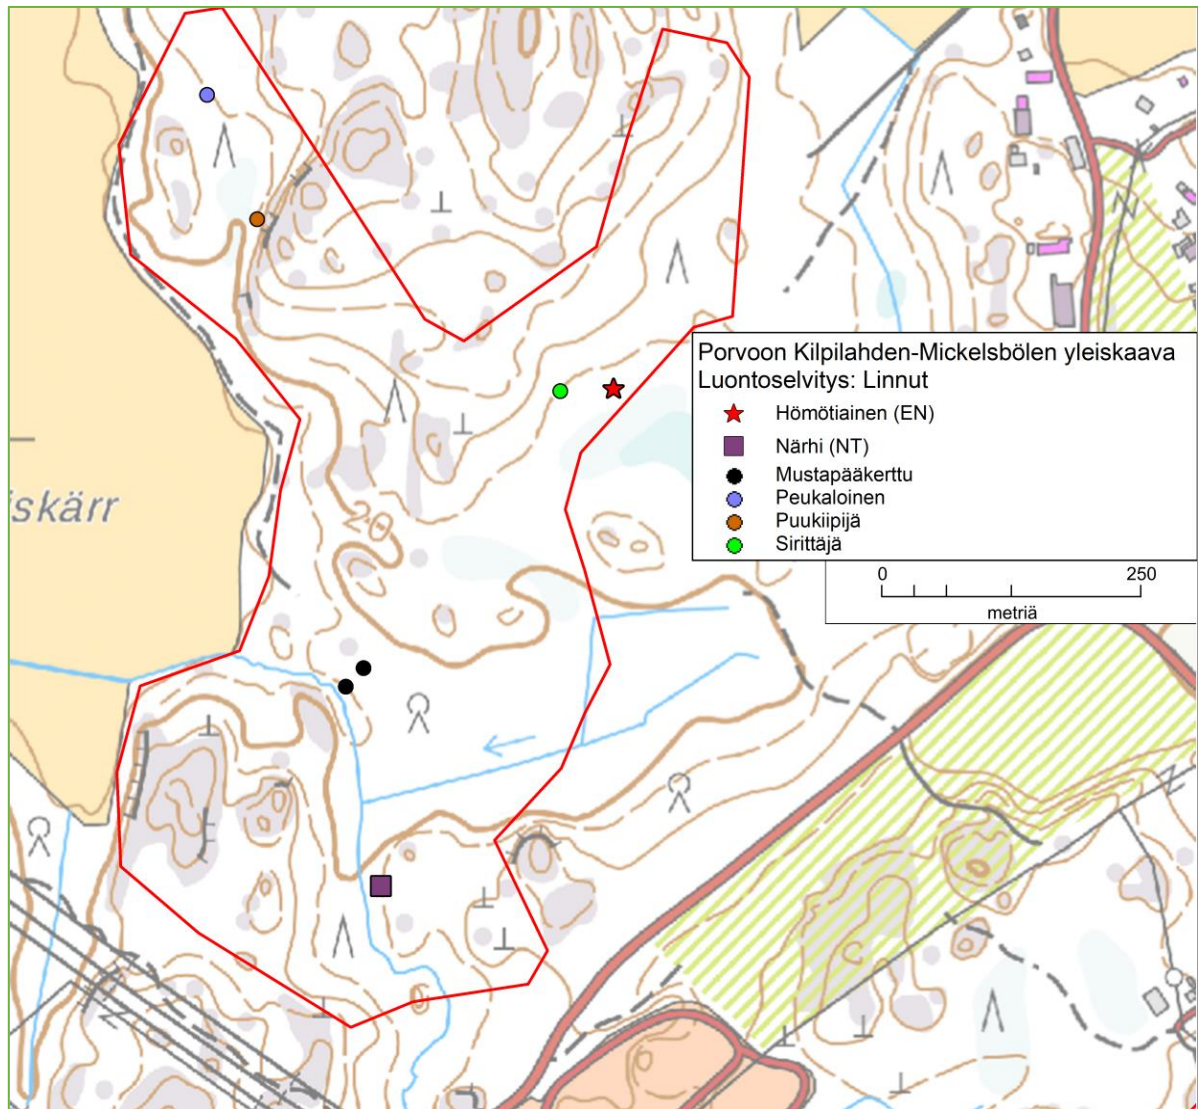 Porvoon Kilpilahden-Mickelsbölen yleiskaava
Luontoselvitys: Linnut
Hömötiainen (EN)
Närhi (NT)
Mustapääkerttu
Peukaloinen
Puukiipijä
Sirittäjä
iskärr
20
0 250
metriä